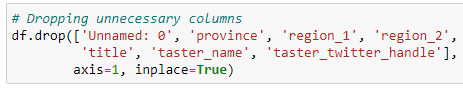 # Dropping unnecessary columns
df.drop(['Unnamed: 0', 'province', 'region_1', 'region_2',
'title', 'taster_name', 'taster_twitter_handle'],
axis=1, inplace=True)